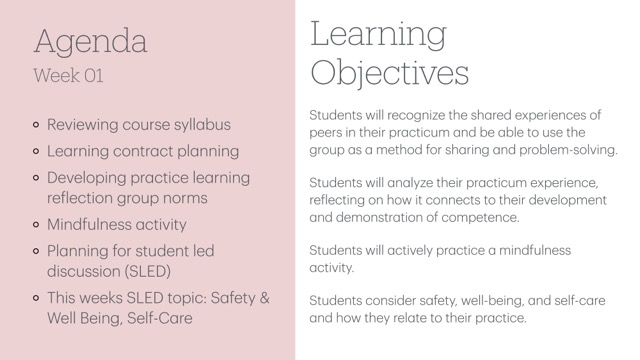 Agenda
Week 01
Reviewing course syllabus
Learning contract planning
Developing practice learning
reflection group norms
Mindfulness activity
Planning for student led
discussion (SLED)
This weeks SLED topic: Safety &
Well Being, Self-Care
Learning
Objectives
Students will recognize the shared experiences of
peers in their practicum and be able to use the
group as a method for sharing and problem-solving.
Students will analyze their practicum experience,
reflecting on how it connects to their development
and demonstration of competence.
Students will actively practice a mindfulness
activity.
Students consider safety, well-being, and self-care
and how they relate to their practice.